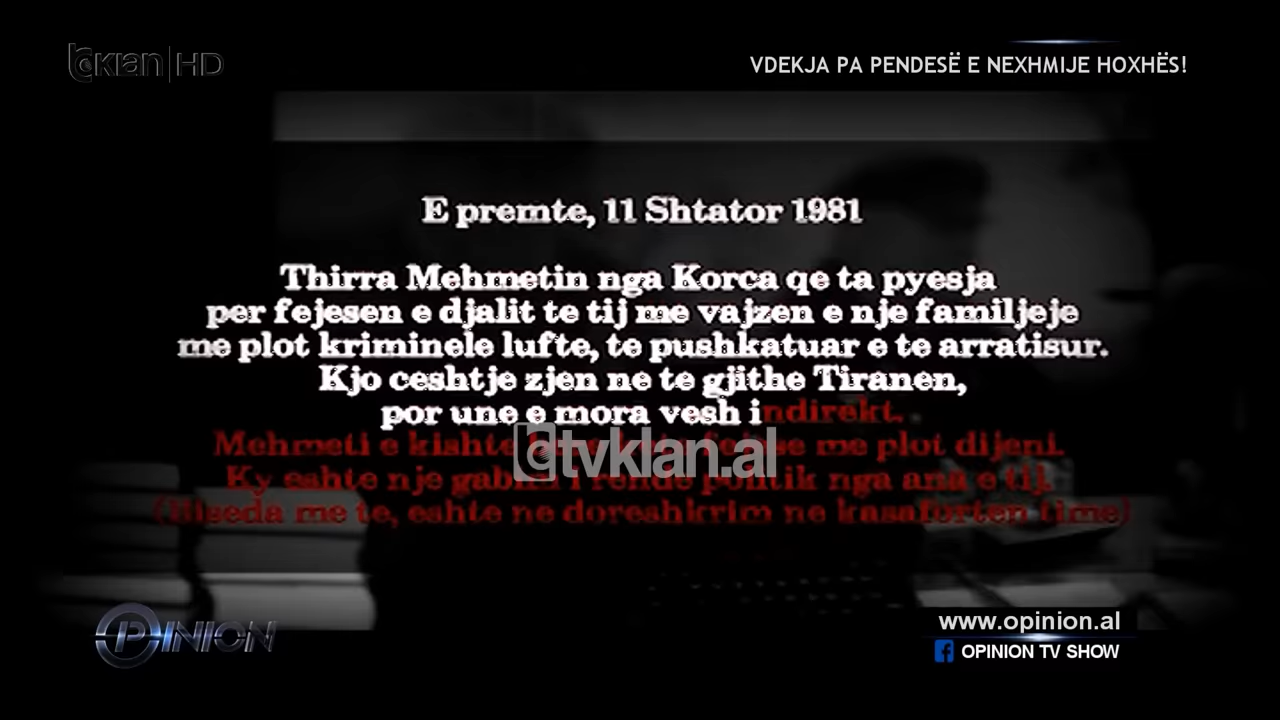 klan HD
VDEKJA PA PENDESË E NEXHMIJE HOXHËS!
E premte, 11 Shtator 1981
Thirra Mehmetin nga Korca qe ta pyesja
per fejesen e djalit te tij me vajzen e nje familjeje
me plot kriminele lufte, te pushkatuar e te arratisur.
Kjo ceshtje zjen ne te gjithe Tiranen,
por une e mora vesh indirekt.
Mehmeti e kishte fejese me plot dijeni.
tvklan.al
Ky eshte nje gabim i rende politik nga ana e tij.
(Biseda me te, eshte ne doreshkrim ne kasaforten time)
OPINION
www.opinion.al
OPINION TV SHOW